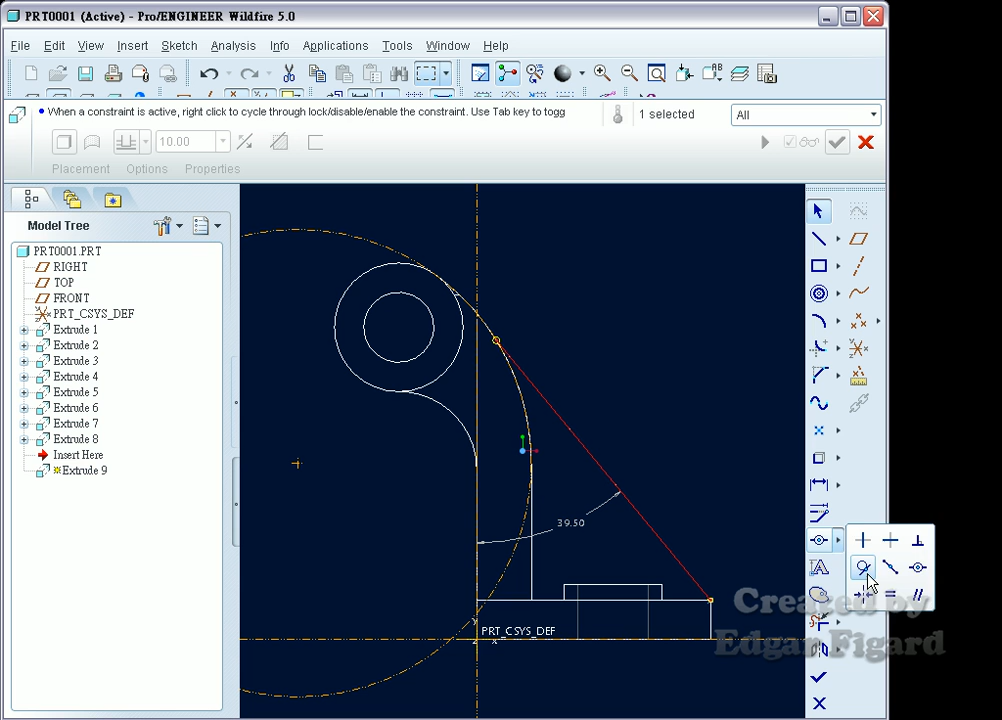 PRT0001 (Active) - Pro/ENGINEER Wildfire 5.0
File Edit View Insert Sketch Analysis Info Applications Tools Window Help
When a constraint is active, right click to cycle through lock/disable/enable the constraint. Use Tab key to togg
1 selected
All
10.00
Placement Options Properties
Model Tree
PRT0001.PRT
RIGHT
TOP
FRONT
PRT_CSYS_DEF
Extrude 1
Extrude 2
Extrude 3
Extrude 4
Extrude 5
Extrude 6
Extrude 7
Extrude 8
Insert Here
Extrude 9
39.50
PRT_CSYS_DEF
Y
Z X
Created by
Edgar Figard